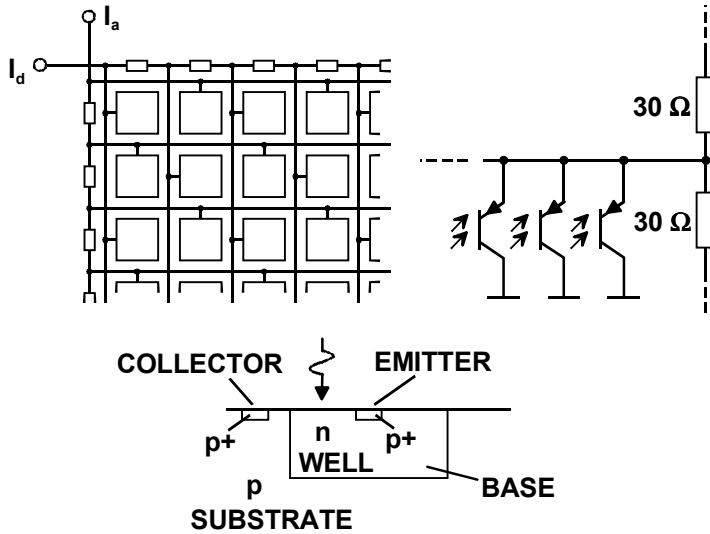 Ia
Id
30 Ω
30 Ω
COLLECTOR
EMITTER
p+
n
p+
WELL
p
BASE
SUBSTRATE